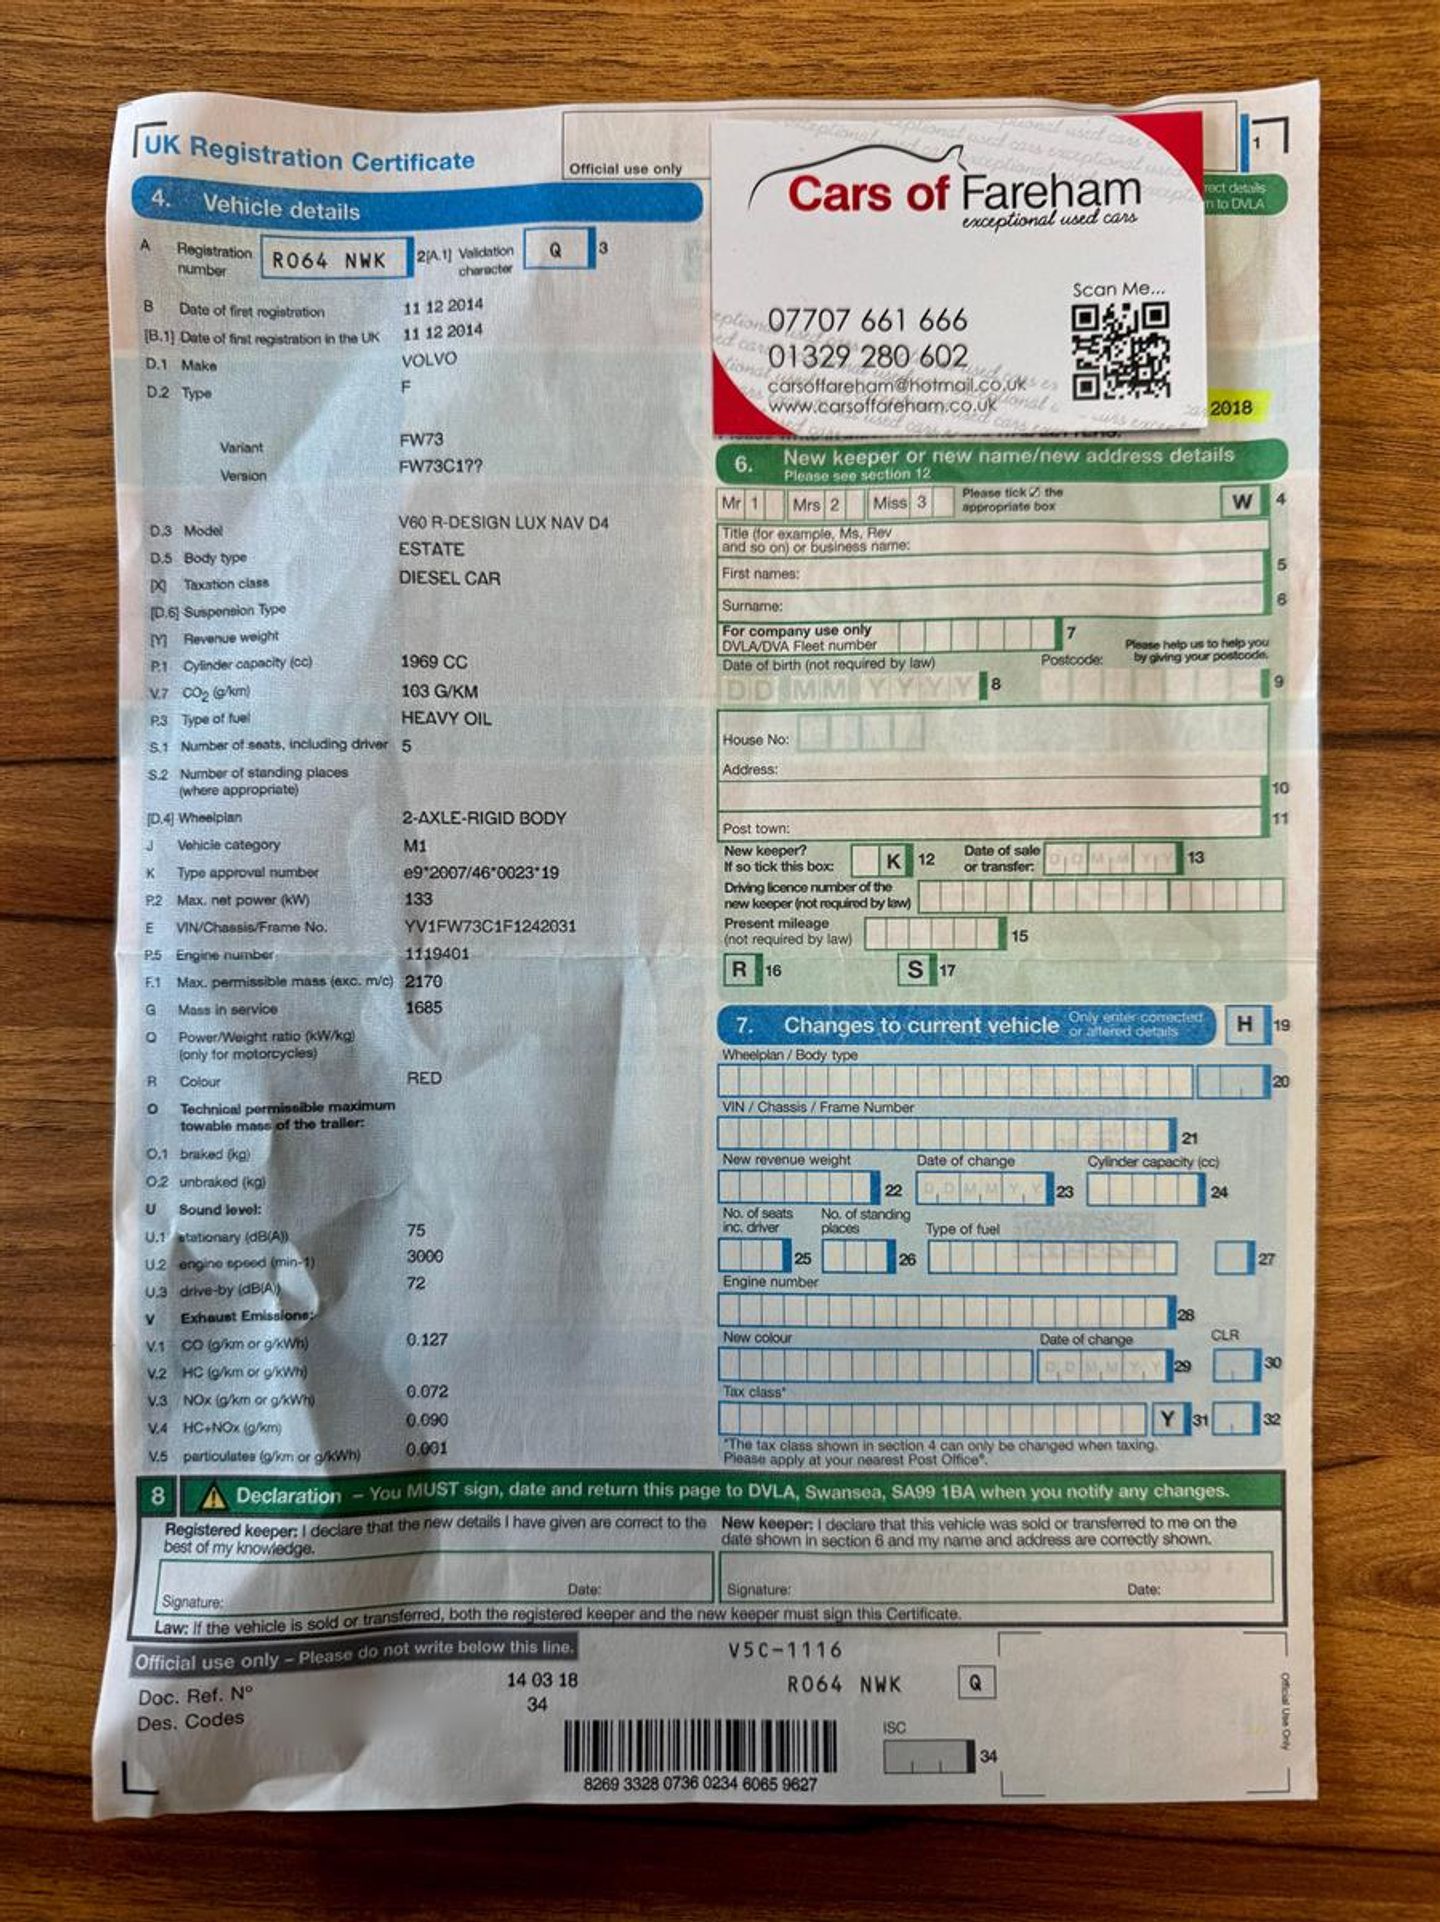 UK Registration Certificate
Official use only
1
4. Vehicle details
A Registration number RO64 NWK 2[A.1] Validation character Q 3
B Date of first registration 11 12 2014
[B.1] Date of first registration in the UK 11 12 2014
D.1 Make VOLVO
D.2 Type F
Variant FW73
Version FW73C1??
D.3 Model V60 R-DESIGN LUX NAV D4
D.5 Body type ESTATE
[X] Taxation class DIESEL CAR
[D.6] Suspension Type
[Y] Revenue weight
P.1 Cylinder capacity (cc) 1969 CC
V.7 CO2 (g/km) 103 G/KM
P.3 Type of fuel HEAVY OIL
S.1 Number of seats, including driver 5
S.2 Number of standing places
(where appropriate)
[D.4] Wheelplan 2-AXLE-RIGID BODY
J Vehicle category M1
K Type approval number e9*2007/46*0023*19
P.2 Max. net power (kW) 133
E VIN/Chassis/Frame No. YV1FW73C1F1242031
P.5 Engine number 1119401
F.1 Max. permissible mass (exc. m/c) 2170
G Mass in service 1685
Q Power/Weight ratio (kW/kg)
(only for motorcycles)
R Colour RED
O Technical permissible maximum
towable mass of the trailer:
O.1 braked (kg)
O.2 unbraked (kg)
U Sound level:
U.1 stationary (dB(A)) 75
U.2 engine speed (min-1) 3000
U.3 drive-by (dB(A)) 72
V Exhaust Emissions:
V.1 CO (g/km or g/kWh) 0.127
V.2 HC (g/km or g/kWh)
V.3 NOx (g/km or g/kWh) 0.072
V.4 HC+NOx (g/km) 0.090
V.5 particulates (g/km or g/kWh) 0.001
Cars of Fareham
exceptional used cars
Scan Me...
07707 661 666
01329 280 602
carsoffareham@hotmail.co.uk
www.carsoffareham.co.uk
details
to DVLA
2018
6. New keeper or new name/new address details
Please see section 12
Mr 1 Mrs 2 Miss 3 Please tick ☑ the appropriate box W 4
Title (for example, Ms, Rev
and so on) or business name:
First names: 5
Surname: 6
For company use only
DVLA/DVA Fleet number 7
Please help us to help you
by giving your postcode.
Date of birth (not required by law) Postcode:
D D M M Y Y Y Y 8 9
House No:
Address:
10
Post town: 11
New keeper?
If so tick this box: K 12 Date of sale
or transfer: D D M M Y Y 13
Driving licence number of the
new keeper (not required by law)
Present mileage
(not required by law) 15
R 16 S 17
7. Changes to current vehicle Only enter corrected or altered details H 19
Wheelplan / Body type
20
VIN / Chassis / Frame Number
21
New revenue weight Date of change Cylinder capacity (cc)
22 D D M M Y Y 23 24
No. of seats inc. driver No. of standing places Type of fuel
25 26 27
Engine number
28
New colour Date of change CLR
D D M M Y Y 29 30
Tax class*
Y 31 32
*The tax class shown in section 4 can only be changed when taxing.
Please apply at your nearest Post Office®.
8 Declaration – You MUST sign, date and return this page to DVLA, Swansea, SA99 1BA when you notify any changes.
Registered keeper: I declare that the new details I have given are correct to the
best of my knowledge.
Signature: Date:
New keeper: I declare that this vehicle was sold or transferred to me on the
date shown in section 6 and my name and address are correctly shown.
Signature: Date:
Law: If the vehicle is sold or transferred, both the registered keeper and the new keeper must sign this Certificate.
Official use only – Please do not write below this line.
V5C-1116
Doc. Ref. Nº 14 03 18 RO64 NWK Q
Des. Codes 34
ISC
34
8269 3328 0736 0234 6065 9627
Official Use Only